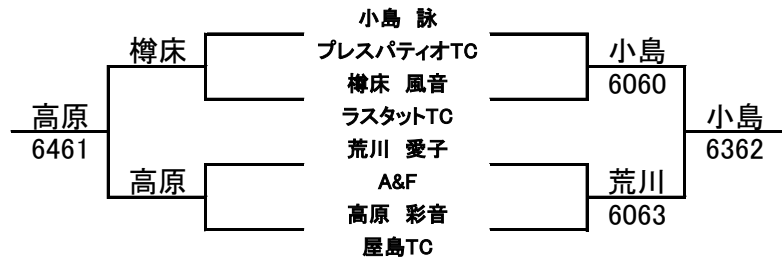 小島 詠
プレスパティオTC
樽床 風音
ラスタットTC
荒川 愛子
A&F
高原 彩音
屋島TC
樽床
高原
高原
6461
小島
6060
荒川
6063
小島
6362